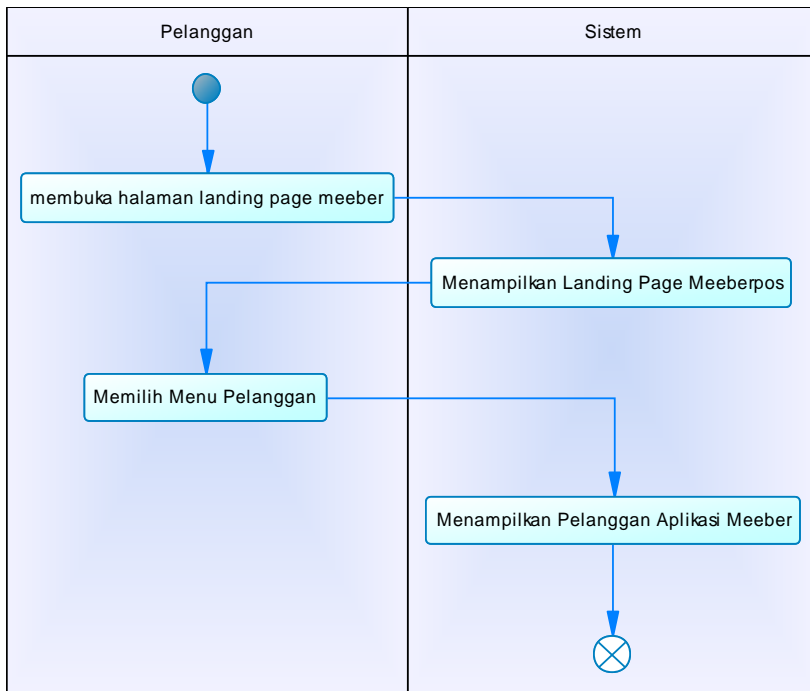 Pelanggan
Sistem
membuka halaman landing page meeber
Menampilkan Landing Page Meeberpos
Memilih Menu Pelanggan
Menampilkan Pelanggan Aplikasi Meeber